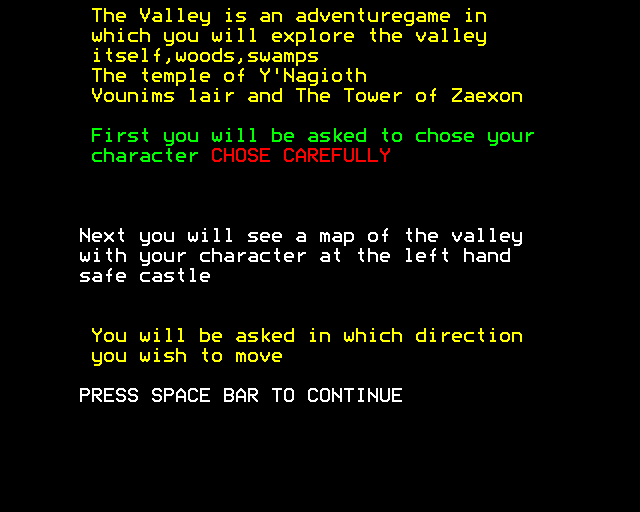 The Valley is an adventuregame in
which you will explore the valley
itself,woods,swamps
The temple of Y'Nagioth
Vounims lair and The Tower of Zaexon
First you will be asked to chose your
character CHOSE CAREFULLY
Next you will see a map of the valley
with your character at the left hand
safe castle
You will be asked in which direction
you wish to move
PRESS SPACE BAR TO CONTINUE